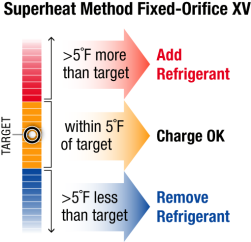 Superheat Method Fixed-Orifice XV
>5°F more
than target
Add
Refrigerant
TARGET
within 5°F
of target
Charge OK
>5°F less
than target
Remove
Refrigerant